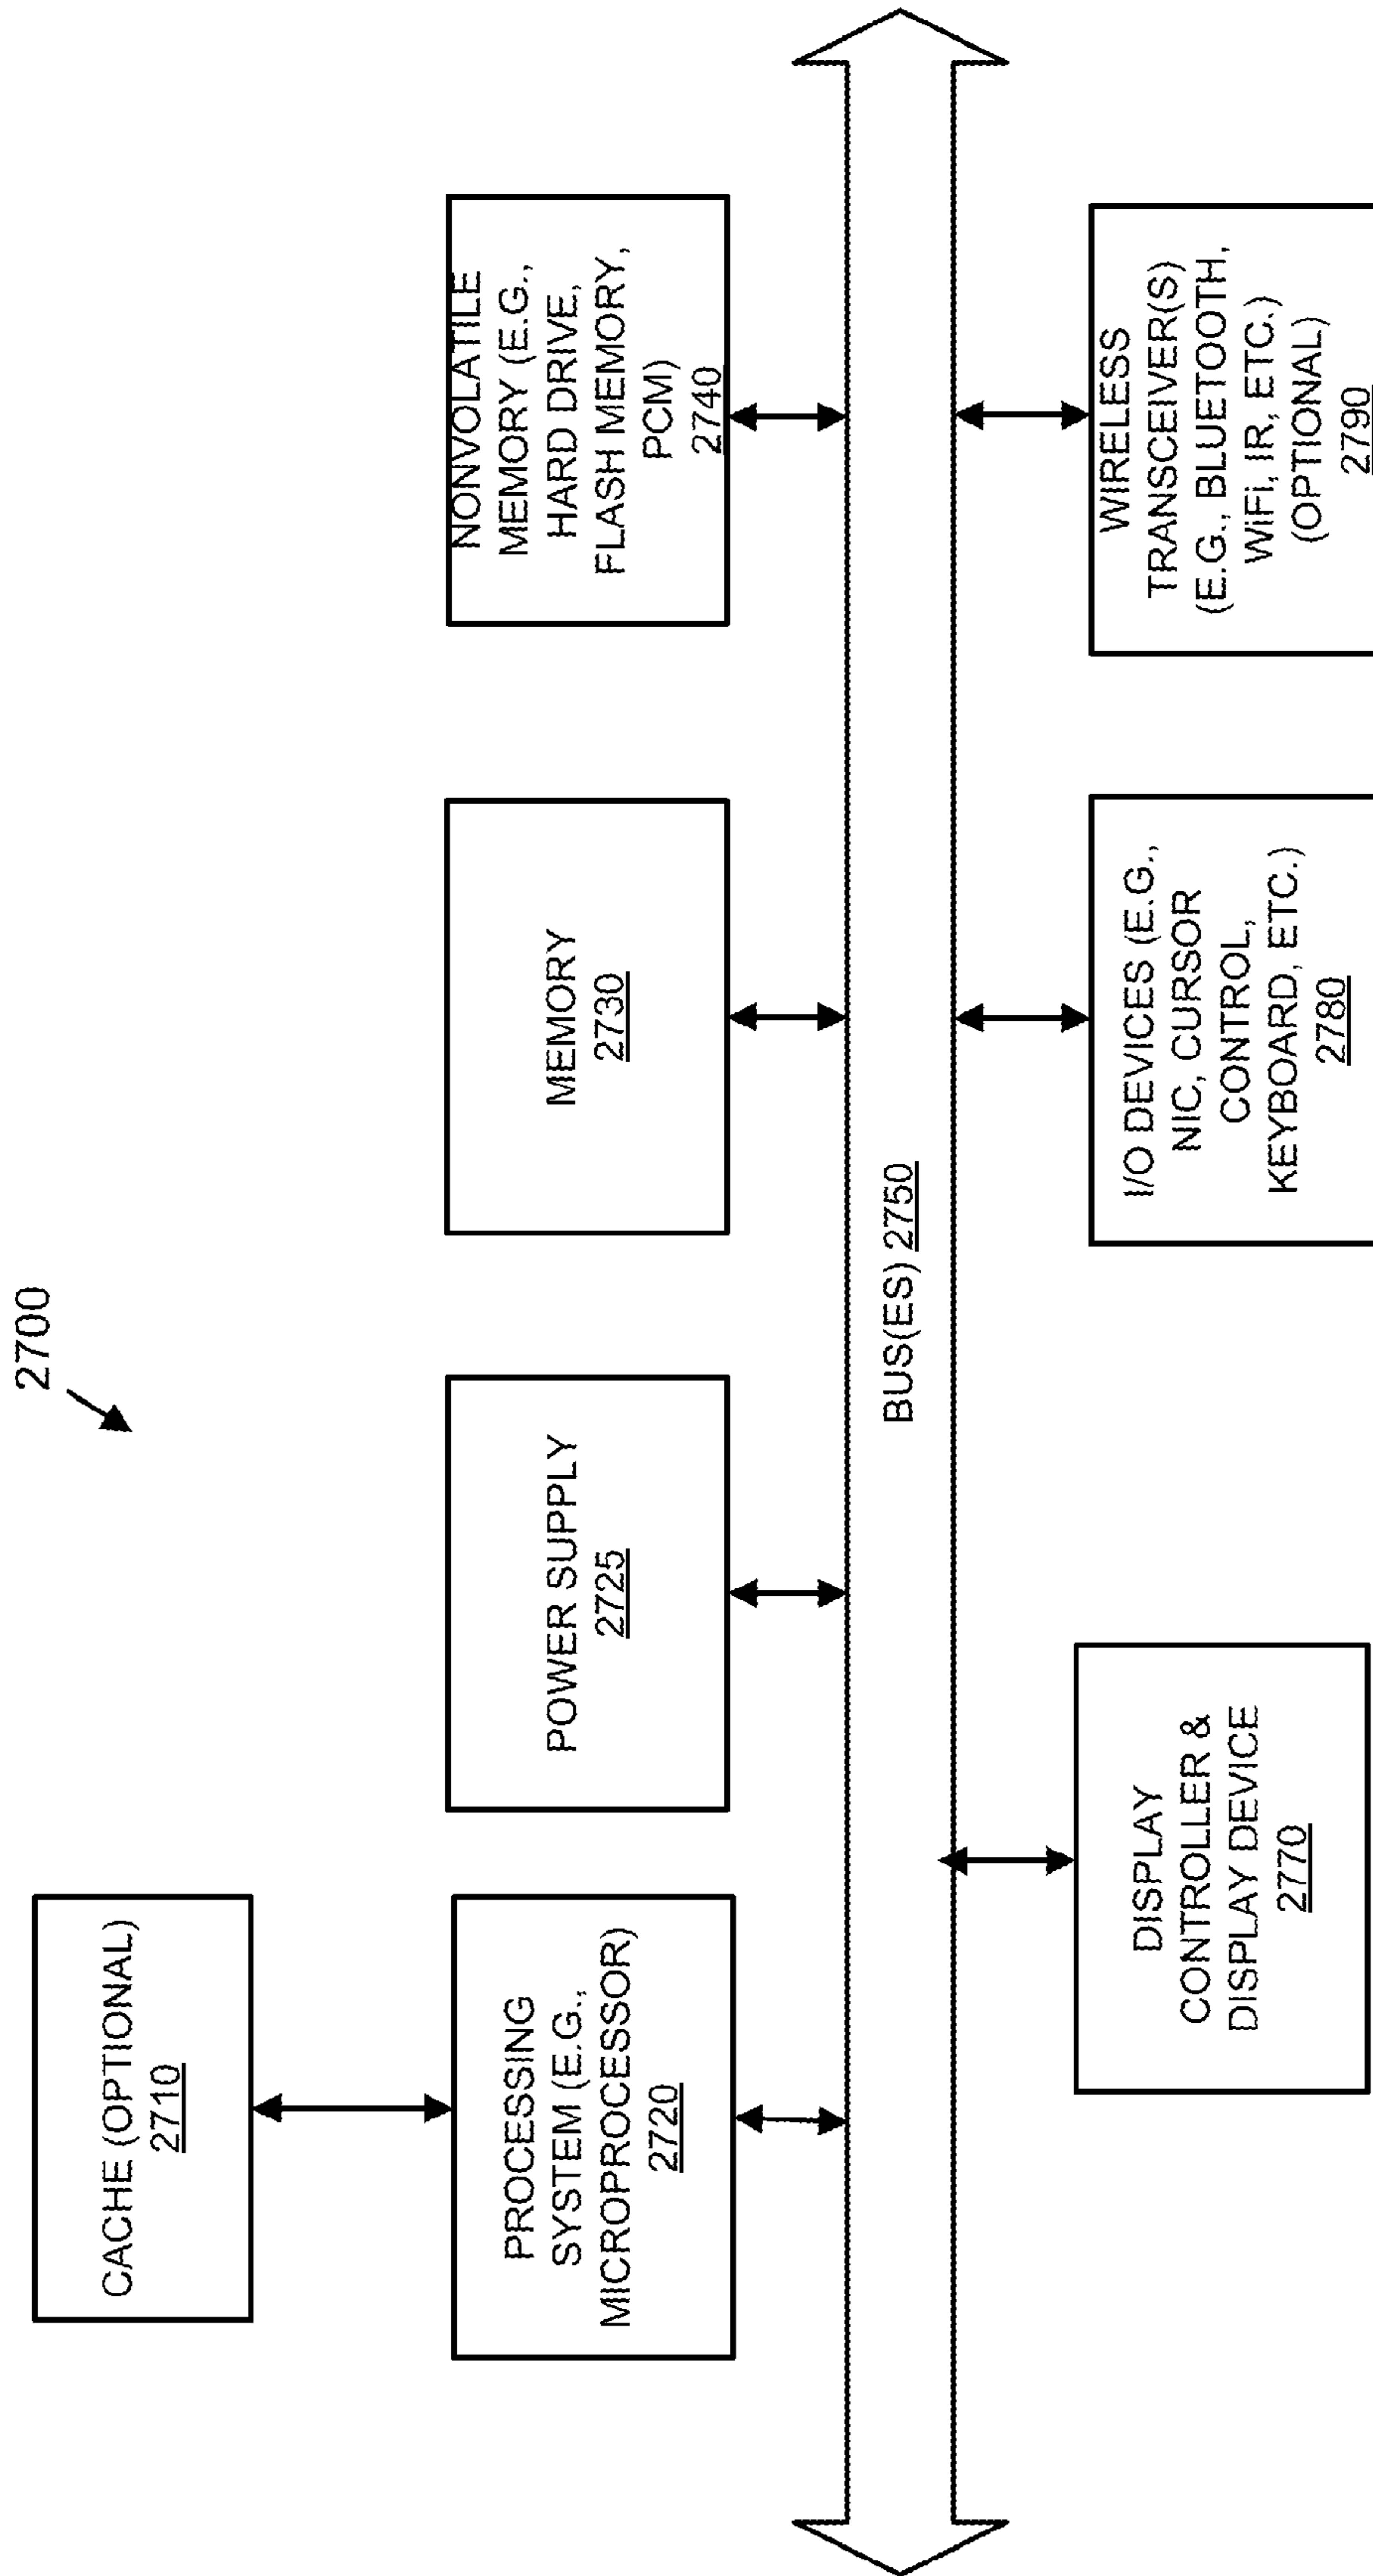 2700
CACHE (OPTIONAL)
2710
PROCESSING
SYSTEM (E.G.,
MICROPROCESSOR)
2720
POWER SUPPLY
2725
MEMORY
2730
NONVOLATILE
MEMORY (E.G.,
HARD DRIVE,
FLASH MEMORY,
PCM)
2740
BUS(ES) 2750
DISPLAY
CONTROLLER &
DISPLAY DEVICE
2770
I/O DEVICES (E.G.,
NIC, CURSOR
CONTROL,
KEYBOARD, ETC.)
2780
WIRELESS
TRANSCEIVER(S)
(E.G., BLUETOOTH,
WiFi, IR, ETC.)
(OPTIONAL)
2790